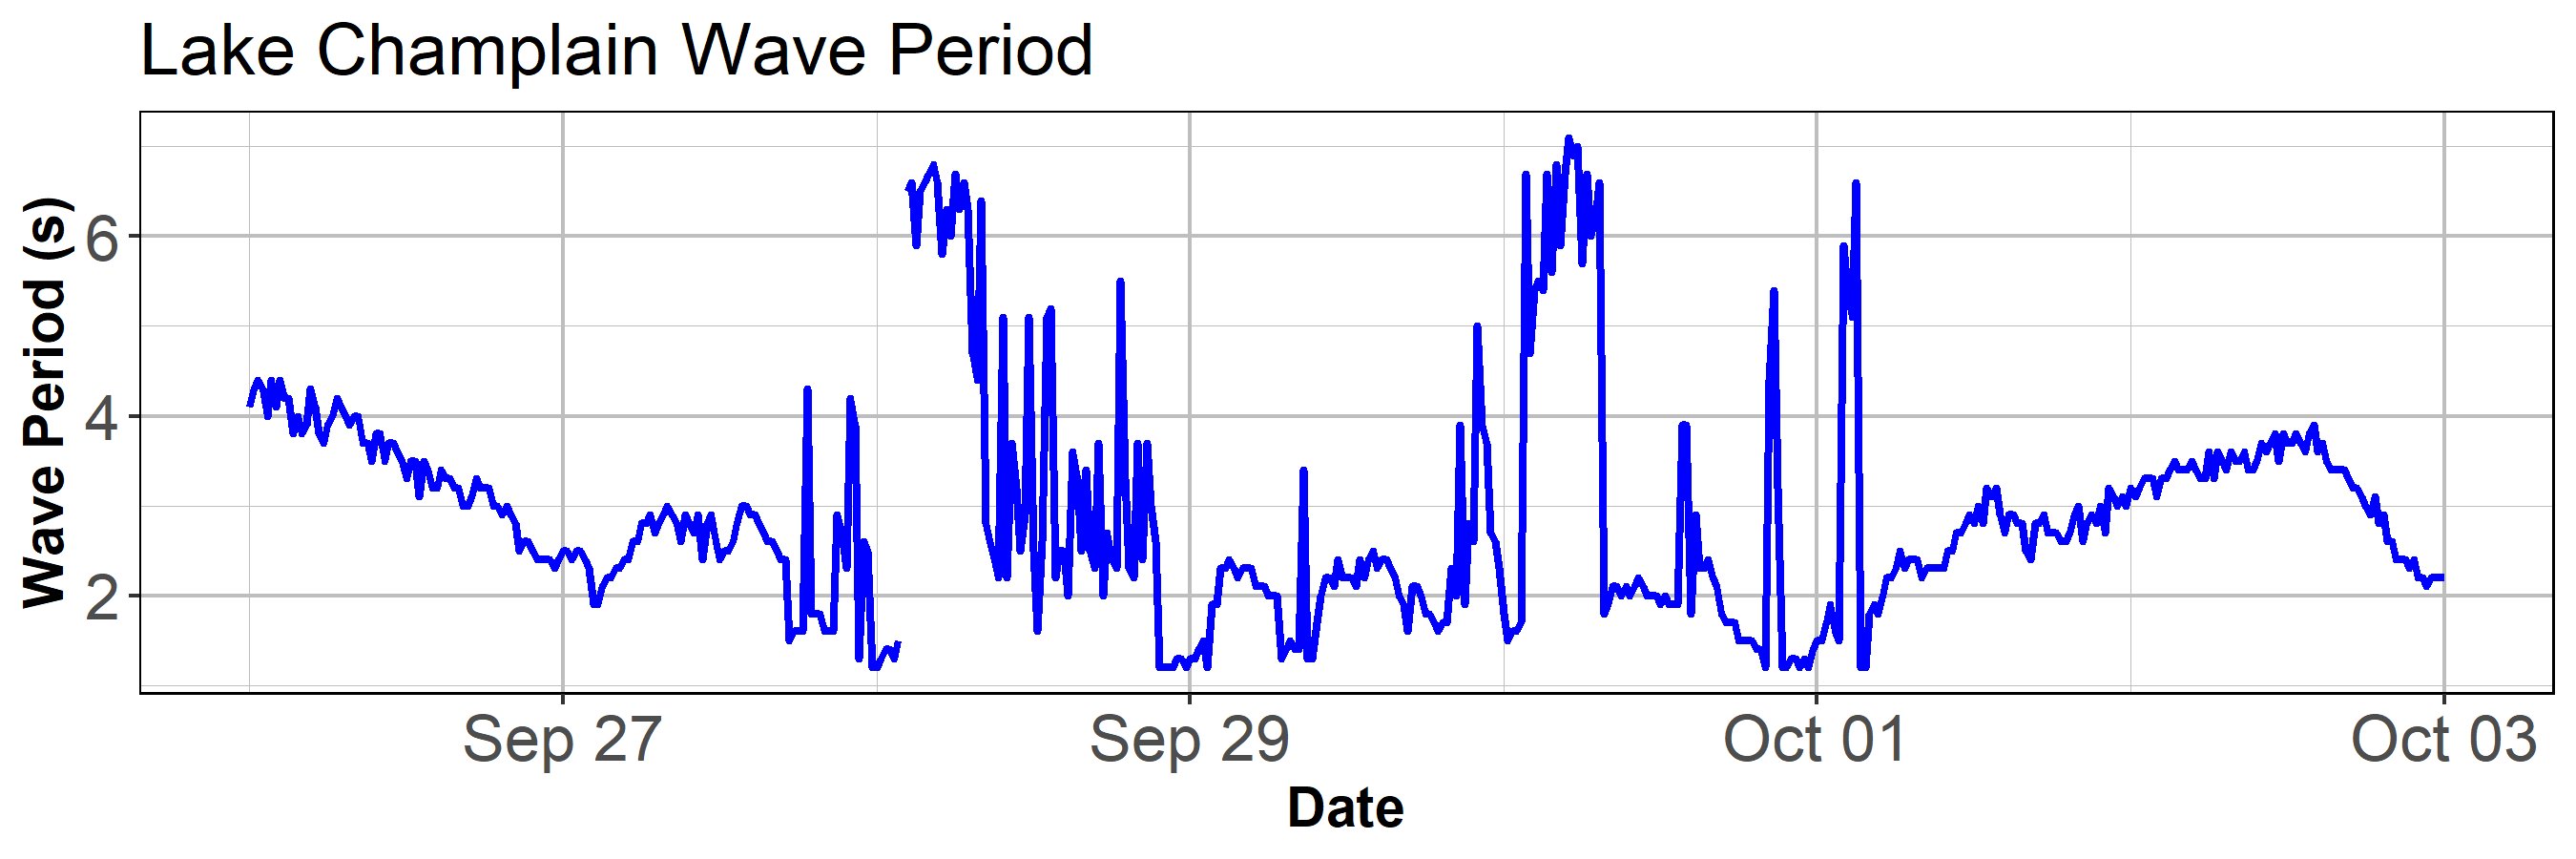 Lake Champlain Wave Period
Wave Period (s)
6
4
2
Sep 27 Sep 29 Oct 01 Oct 03
Date